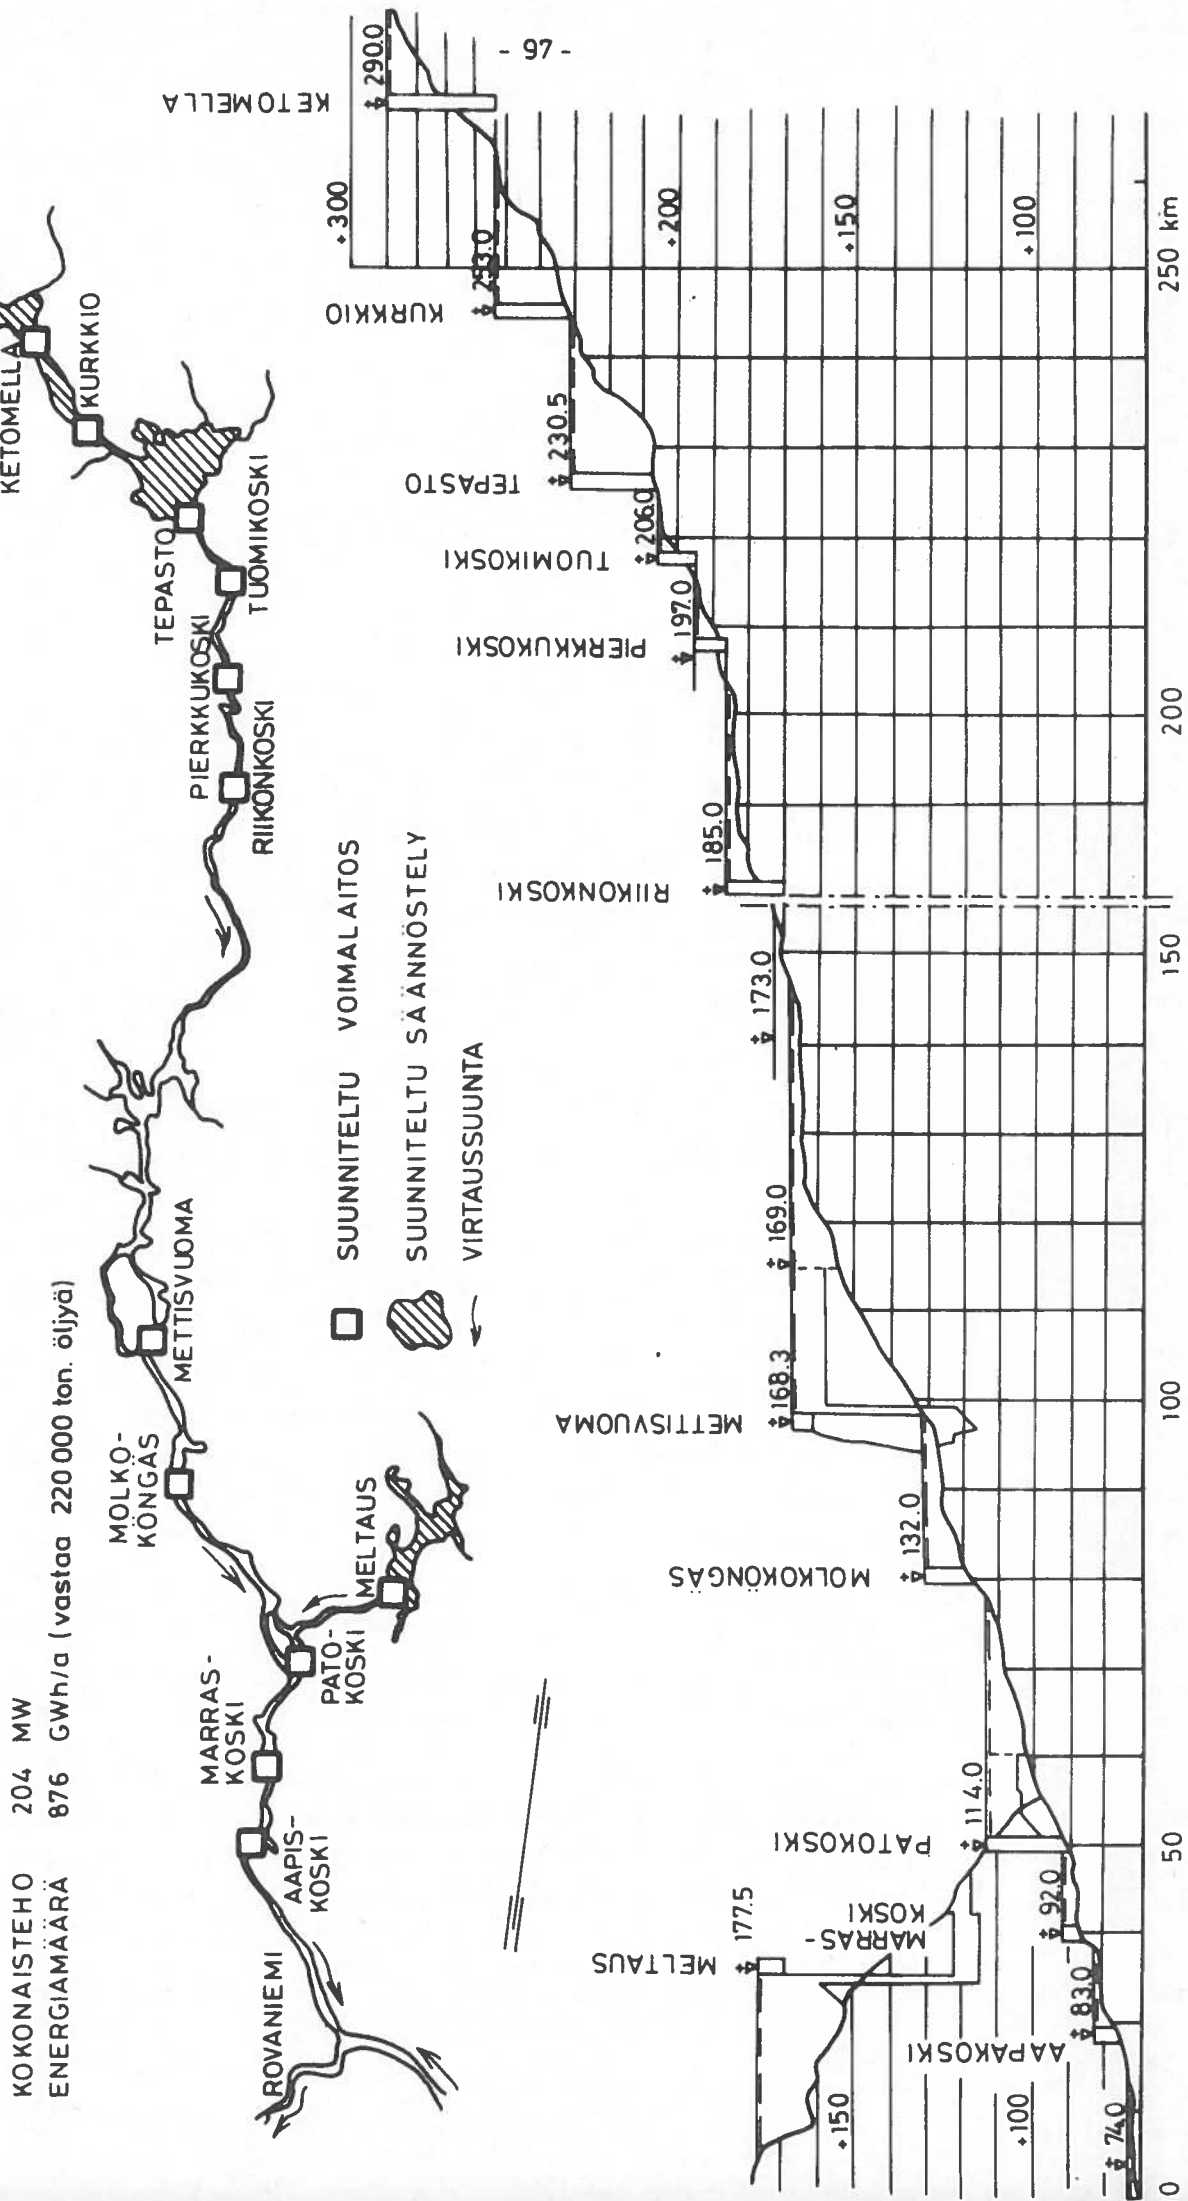 KOKONAISTEHO 204 MW
ENERGIAMÄÄRÄ 876 GWh/a (vastaa 220000 ton. öljyä)
ROVANIEMI
AAPIS-
KOSKI
MARRAS-
KOSKI
PATO-
KOSKI
MELTAUS
MOLKO-
KÖNGÄS
METTISVUOMA
RIIKONKOSKI
PIERKKUKOSKI
TUOMIKOSKI
TEPASTO
KURKKIO
KETOMELLA
SUUNNITELTU VOIMALAITOS
SUUNNITELTU SÄÄNNÖSTELY
VIRTAUSSUUNTA
- 97 -
MELTAUS
177.5
AAPAKOSKI
83.0
MARRAS-
KOSKI
92.0
PATOKOSKI
114.0
MOLKOKÖNGÄS
132.0
METTISVUOMA
168.3
169.0
173.0
RIIKONKOSKI
185.0
PIERKKUKOSKI
197.0
TUOMIKOSKI
206.0
TEPASTO
230.5
KURKKIO
253.0
KETOMELLA
290.0
74.0
+150
+100
+300
+200
+150
+100
0
50
100
150
200
250 km